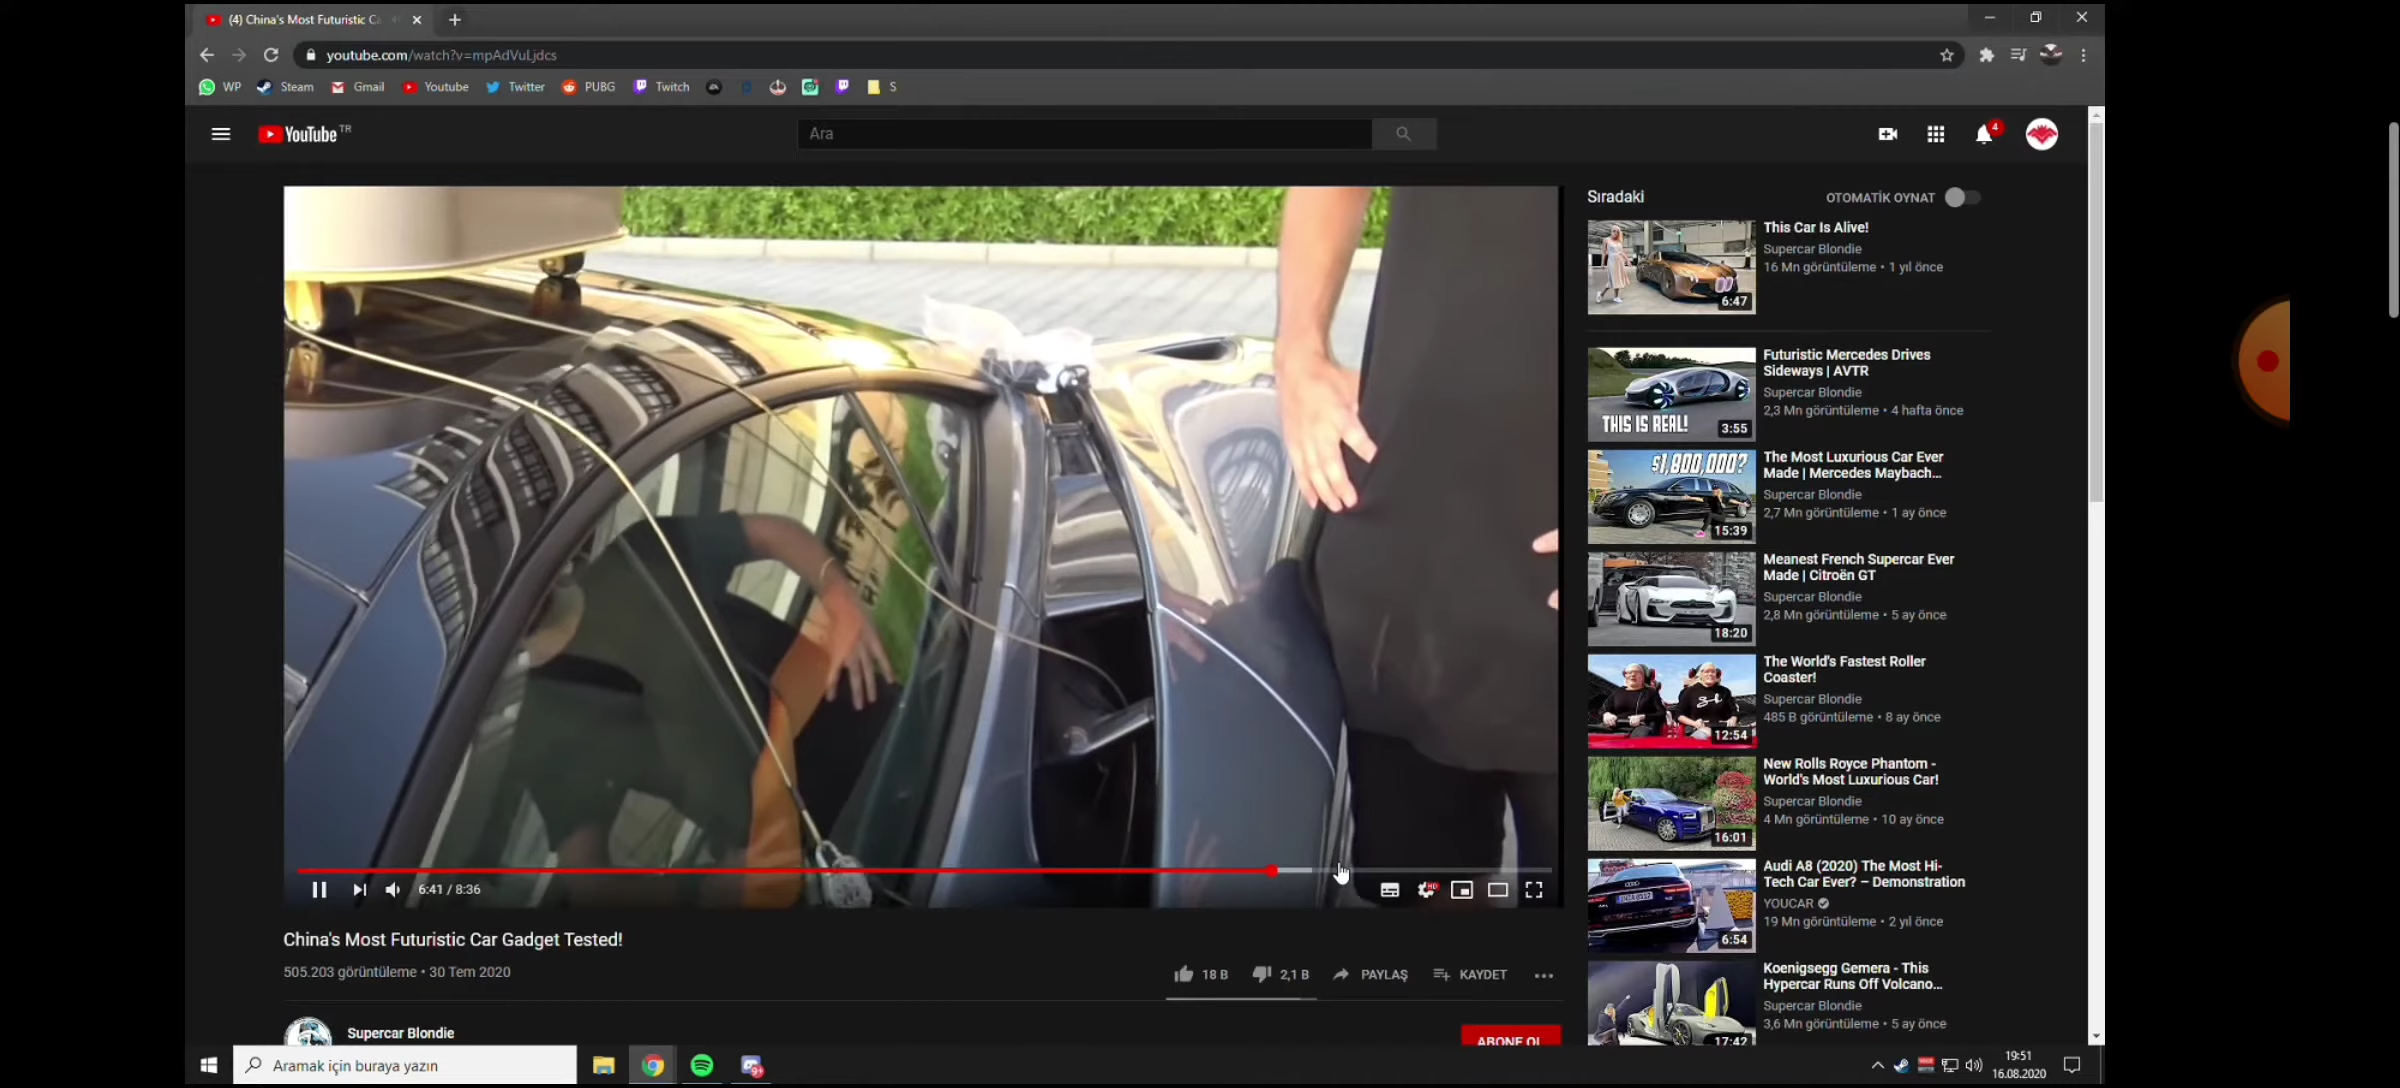 (4) China's Most Futuristic Ca
youtube.com/watch?v=mpAdVuLjdcs
WP Steam Gmail Youtube Twitter PUBG Twitch S
YouTube TR
Ara
4
Sıradaki
OTOMATİK OYNAT
This Car Is Alive!
Supercar Blondie
16 Mn görüntüleme • 1 yıl önce
6:47
Futuristic Mercedes Drives
Sideways | AVTR
Supercar Blondie
2,3 Mn görüntüleme • 4 hafta önce
THIS IS REAL!
3:55
$1,800,000?
The Most Luxurious Car Ever
Made | Mercedes Maybach...
Supercar Blondie
2,7 Mn görüntüleme • 1 ay önce
15:39
Meanest French Supercar Ever
Made | Citroën GT
Supercar Blondie
2,8 Mn görüntüleme • 5 ay önce
18:20
The World's Fastest Roller
Coaster!
Supercar Blondie
485 B görüntüleme • 8 ay önce
12:54
New Rolls Royce Phantom -
World's Most Luxurious Car!
Supercar Blondie
4 Mn görüntüleme • 10 ay önce
16:01
Audi A8 (2020) The Most Hi-
Tech Car Ever? – Demonstration
YOUCAR
19 Mn görüntüleme • 2 yıl önce
6:54
Koenigsegg Gemera - This
Hypercar Runs Off Volcano...
Supercar Blondie
3,6 Mn görüntüleme • 5 ay önce
17:42
6:41 / 8:36
HD
China's Most Futuristic Car Gadget Tested!
505.203 görüntüleme • 30 Tem 2020
18 B 2,1 B PAYLAŞ KAYDET
Supercar Blondie
ABONE OL
Aramak için buraya yazın
9+
19:51
16.08.2020